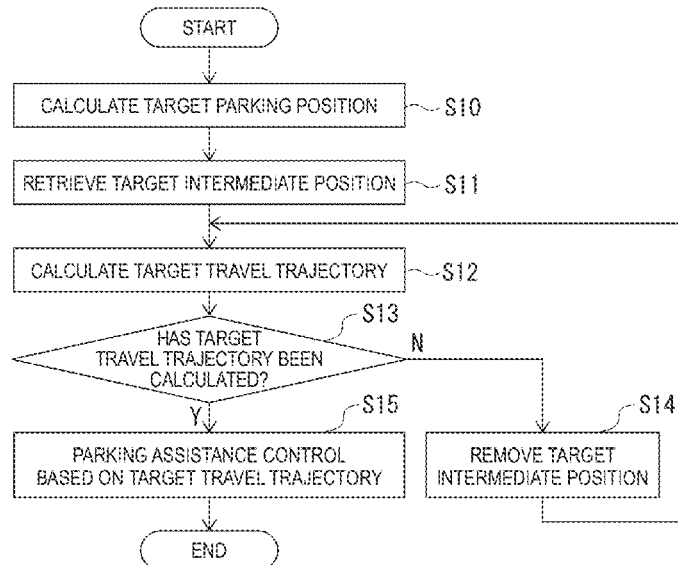 START
CALCULATE TARGET PARKING POSITION
S10
RETRIEVE TARGET INTERMEDIATE POSITION
S11
CALCULATE TARGET TRAVEL TRAJECTORY
S12
S13
HAS TARGET
TRAVEL TRAJECTORY BEEN
CALCULATED?
N
Y
S15
PARKING ASSISTANCE CONTROL
BASED ON TARGET TRAVEL TRAJECTORY
S14
REMOVE TARGET
INTERMEDIATE POSITION
END